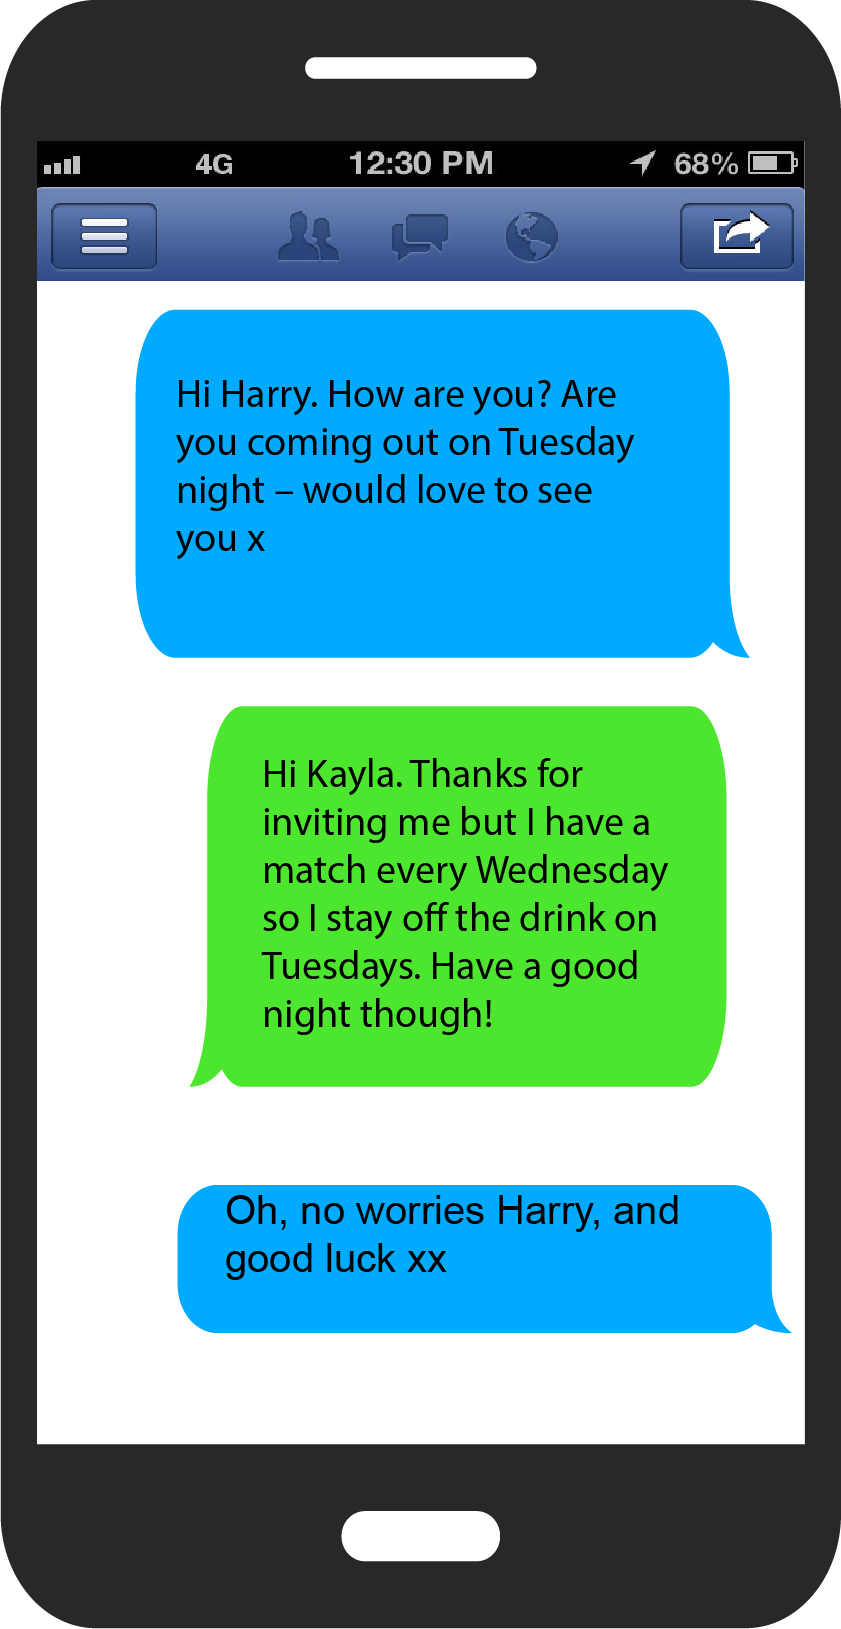 4G 12:30 PM 68%
Hi Harry. How are you? Are
you coming out on Tuesday
night – would love to see
you x
Hi Kayla. Thanks for
inviting me but I have a
match every Wednesday
so I stay off the drink on
Tuesdays. Have a good
night though!
Oh, no worries Harry, and
good luck xx